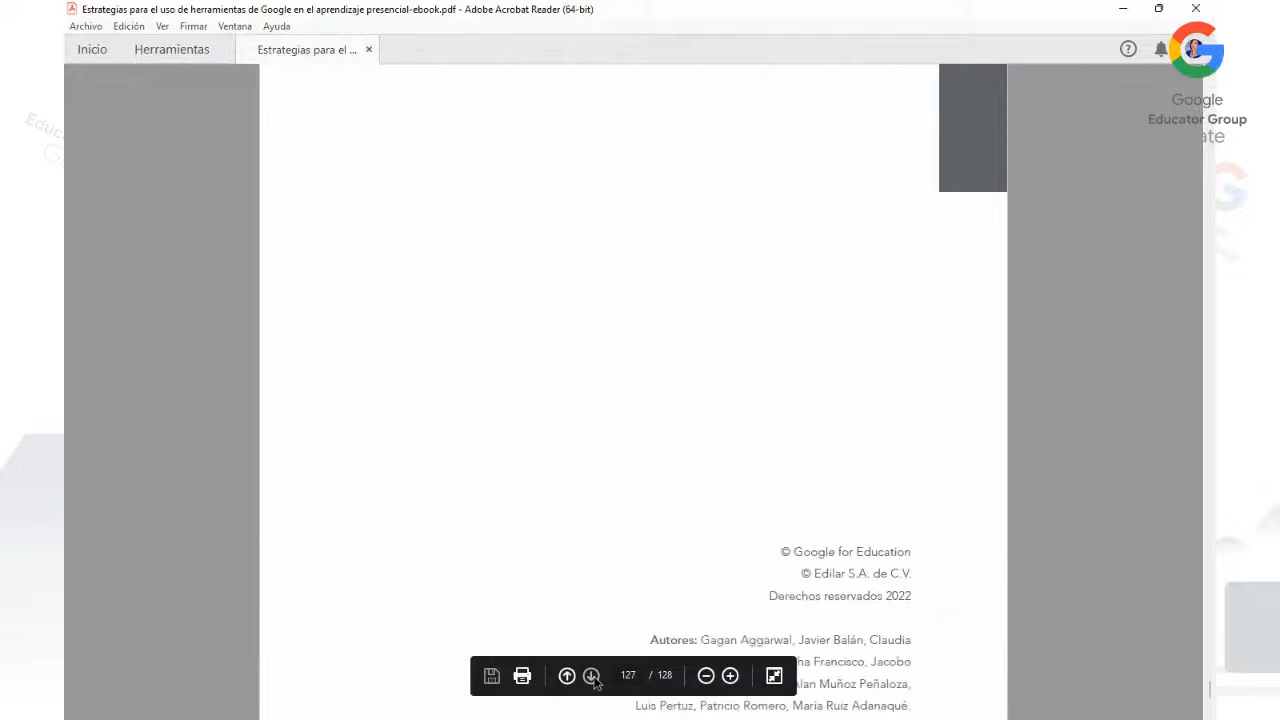 Estrategias para el uso de herramientas de Google en el aprendizaje presencial-ebook.pdf - Adobe Acrobat Reader (64-bit)
Archivo Edición Ver Firmar Ventana Ayuda
Inicio Herramientas Estrategias para el ...
Google
Educator Group
© Google for Education
© Edilar S.A. de C.V.
Derechos reservados 2022
Autores: Gagan Aggarwal, Javier Balán, Claudia
Francisco, Jacobo
127 / 128
Muñoz Peñaloza,
Luis Pertuz, Patricio Romero, Maria Ruiz Adanaqué.